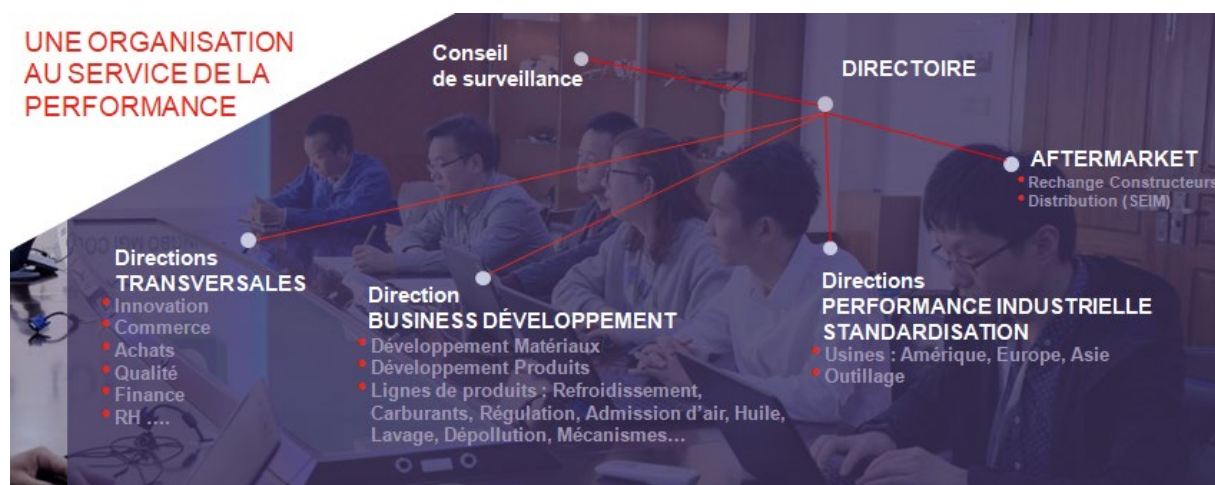 UNE ORGANISATION
AU SERVICE DE LA
PERFORMANCE
Conseil
de surveillance
DIRECTOIRE
AFTERMARKET
• Rechange Constructeurs
• Distribution (SEIM)
Directions
TRANSVERSALES
• Innovation
• Commerce
• Achats
• Qualité
• Finance
• RH ....
Direction
BUSINESS DÉVELOPPEMENT
• Développement Matériaux
• Développement Produits
• Lignes de produits : Refroidissement,
Carburants, Régulation, Admission d'air, Huile,
Lavage, Dépollution, Mécanismes...
Directions
PERFORMANCE INDUSTRIELLE
STANDARDISATION
• Usines : Amérique, Europe, Asie
• Outillage